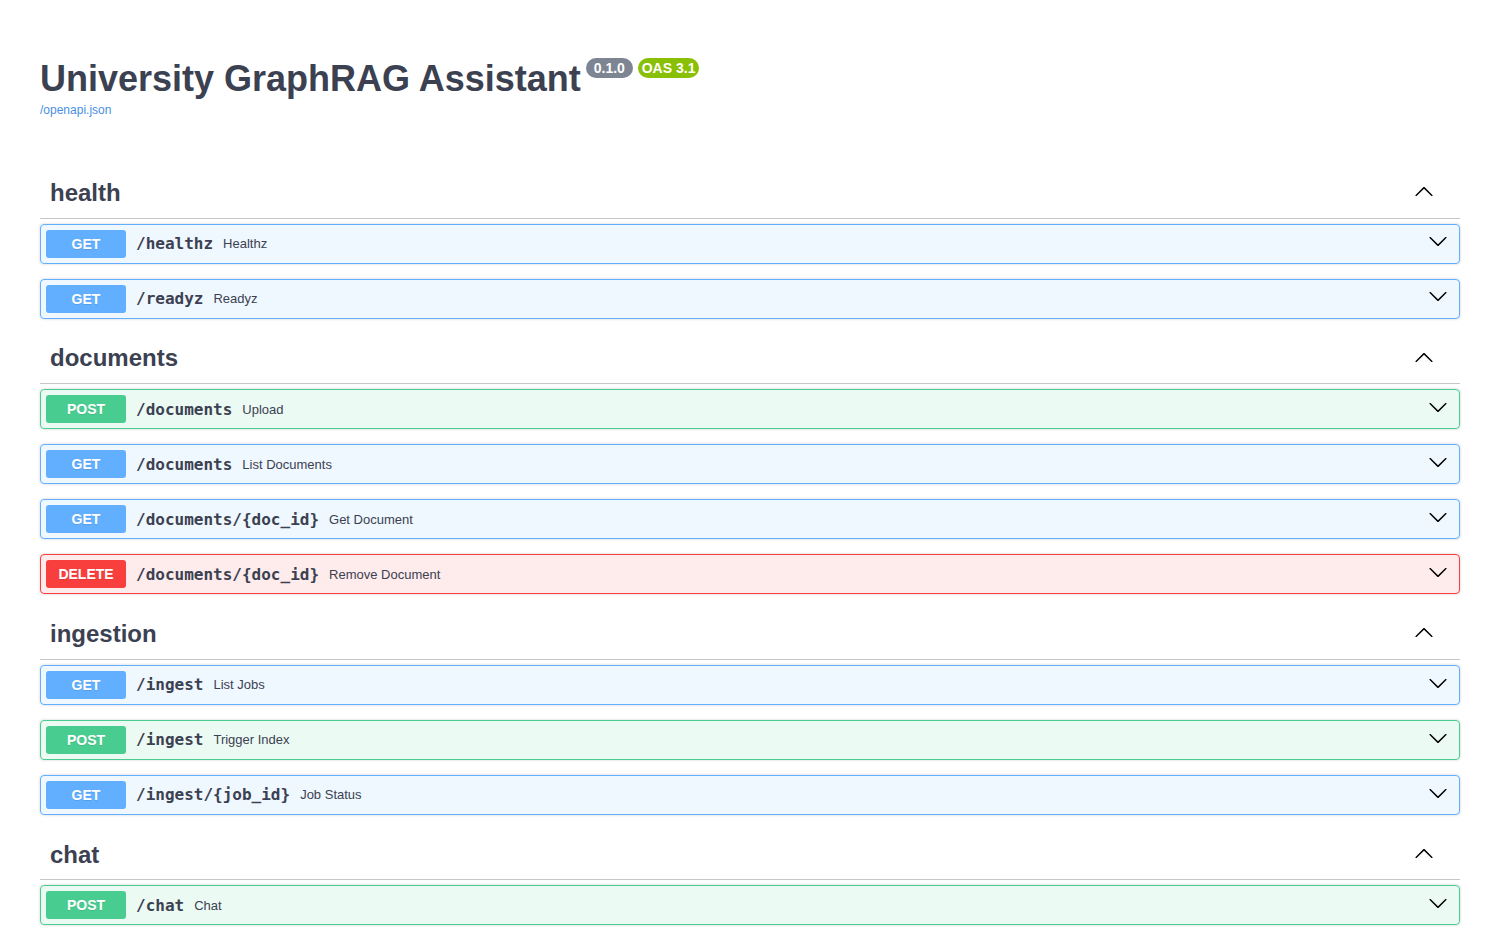 University GraphRAG Assistant 0.1.0 OAS 3.1
/openapi.json
health
GET /healthz Healthz
GET /readyz Readyz
documents
POST /documents Upload
GET /documents List Documents
GET /documents/{doc_id} Get Document
DELETE /documents/{doc_id} Remove Document
ingestion
GET /ingest List Jobs
POST /ingest Trigger Index
GET /ingest/{job_id} Job Status
chat
POST /chat Chat